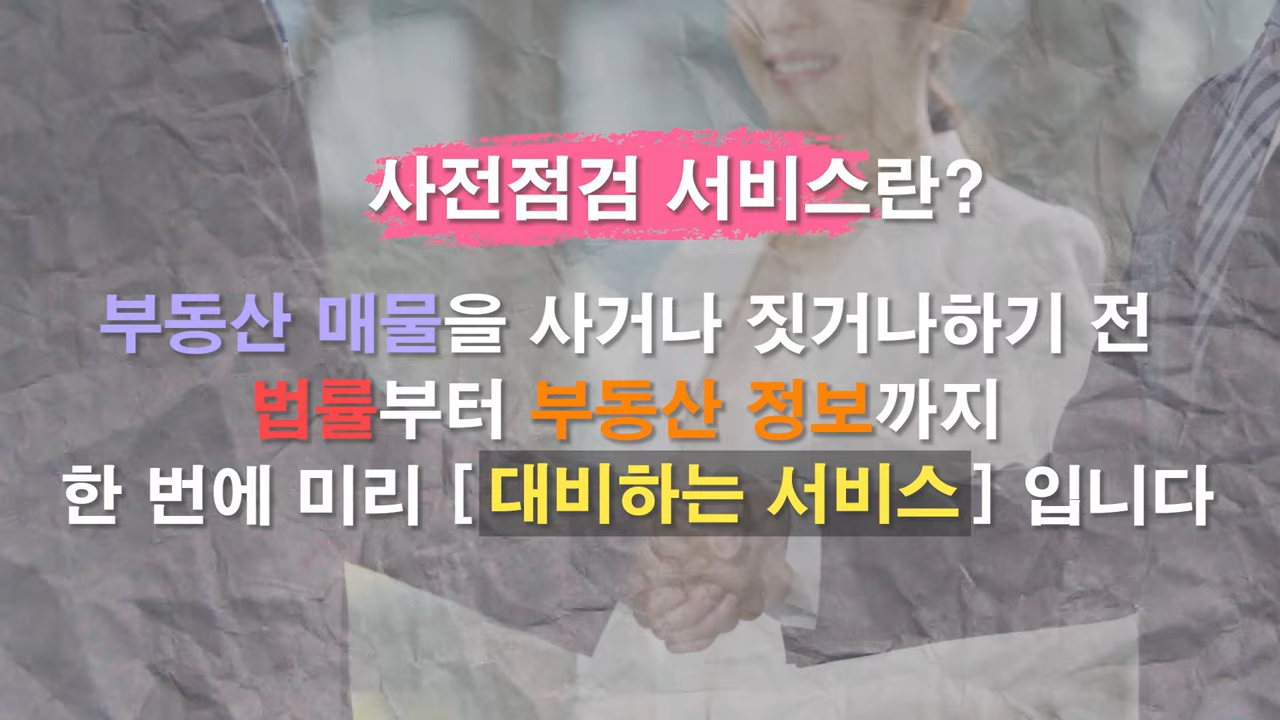 사전점검 서비스란?
부동산 매물을 사거나 짓거나하기 전
법률부터 부동산 정보까지
한 번에 미리 [대비하는 서비스] 입니다